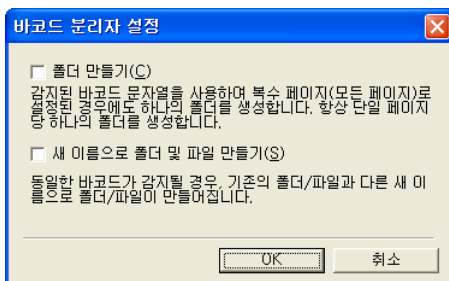 바코드 분리자 설정
폴더 만들기(C)
감지된 바코드 문자열을 사용하여 복수 페이지(모든 페이지)로
설정된 경우에도 하나의 폴더를 생성합니다. 항상 단일 페이지
당 하나의 폴더를 생성합니다.
새 이름으로 폴더 및 파일 만들기(S)
동일한 바코드가 감지될 경우, 기존의 폴더/파일과 다른 새 이
름으로 폴더/파일이 만들어집니다.
OK 취소